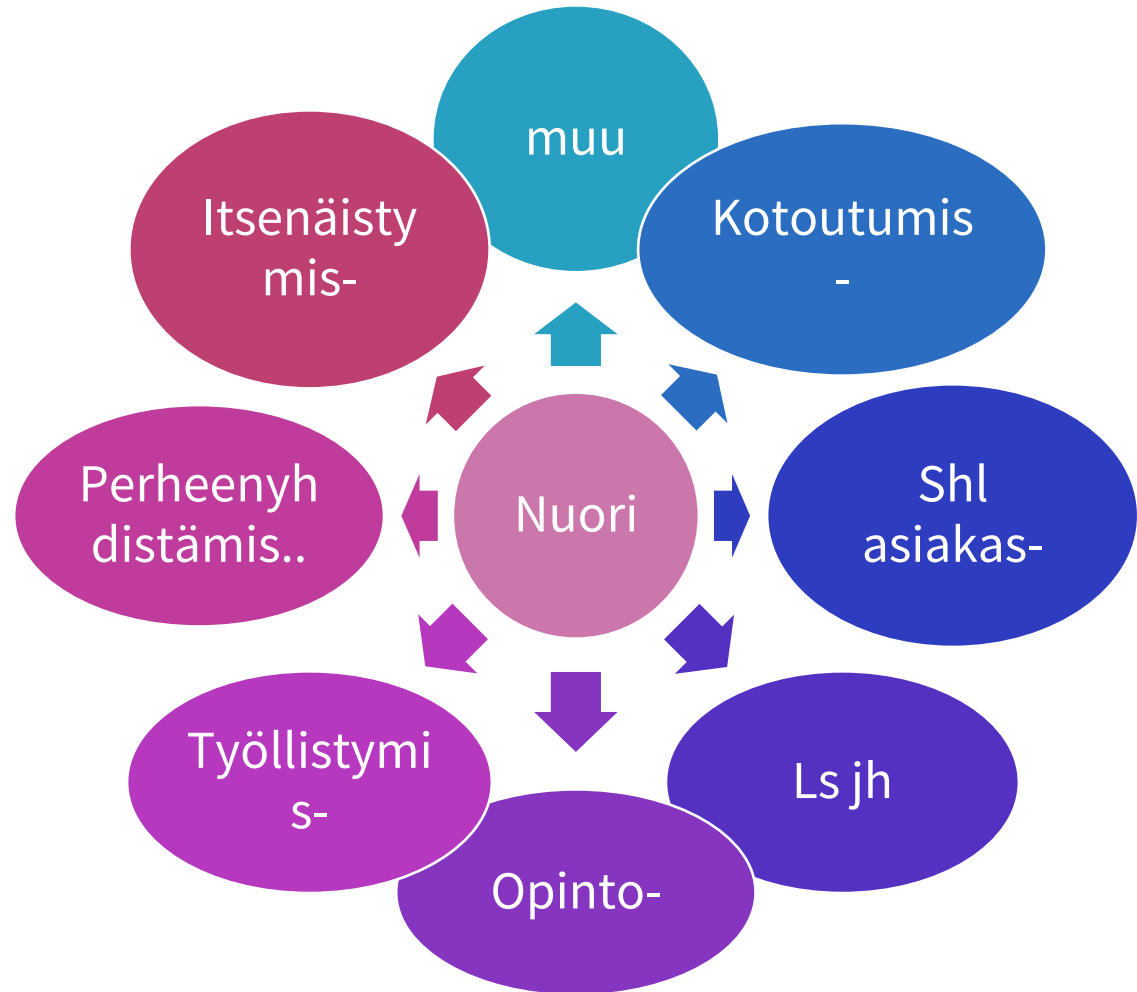 muu
Itsenäisty
mis-
Kotoutumis
-
Perheenyh
distämis..
Nuori
Shl
asiakas-
Työllistymi
s-
Ls jh
Opinto-